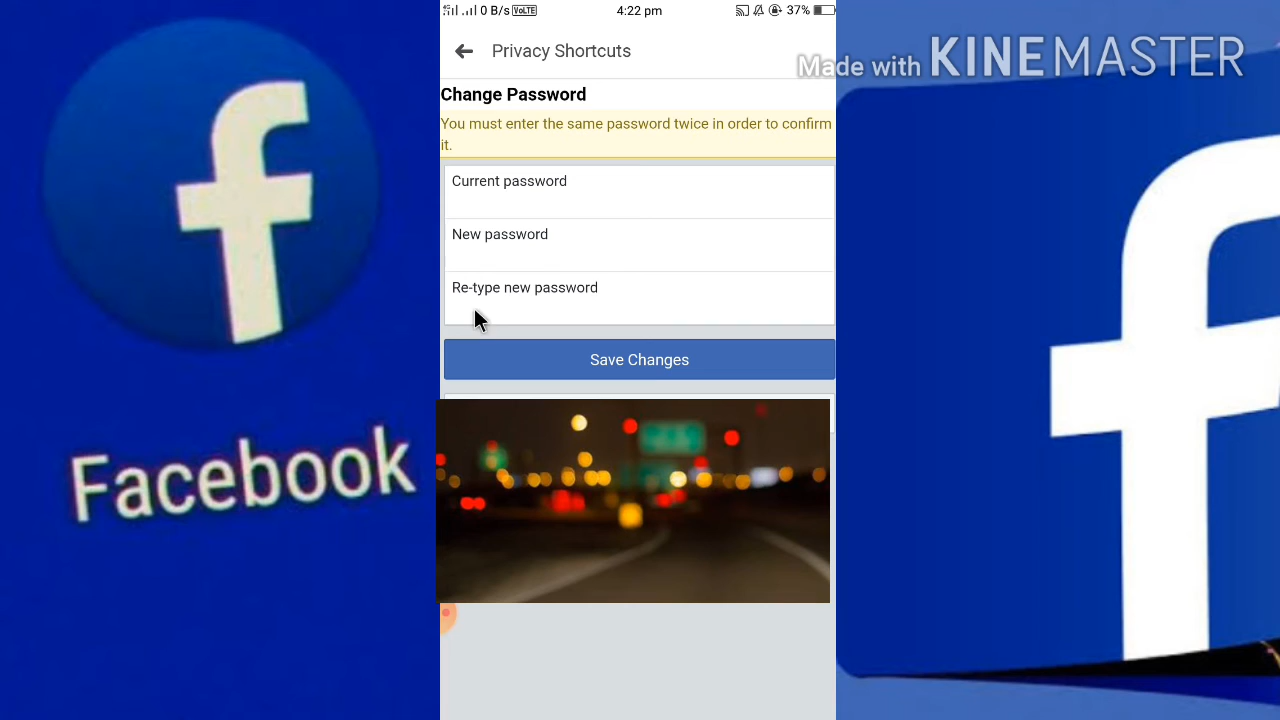 0 B/s VoLTE 4:22 pm 37%
Privacy Shortcuts
Made with KINEMASTER
Change Password
You must enter the same password twice in order to confirm
it.
Current password
New password
Re-type new password
Save Changes
Facebook